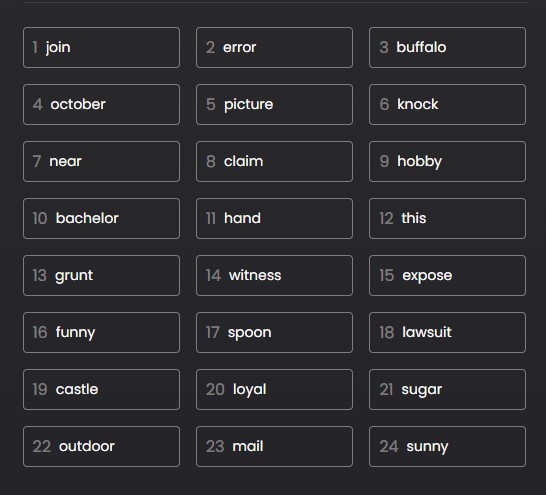 1 join 2 error 3 buffalo
4 october 5 picture 6 knock
7 near 8 claim 9 hobby
10 bachelor 11 hand 12 this
13 grunt 14 witness 15 expose
16 funny 17 spoon 18 lawsuit
19 castle 20 loyal 21 sugar
22 outdoor 23 mail 24 sunny